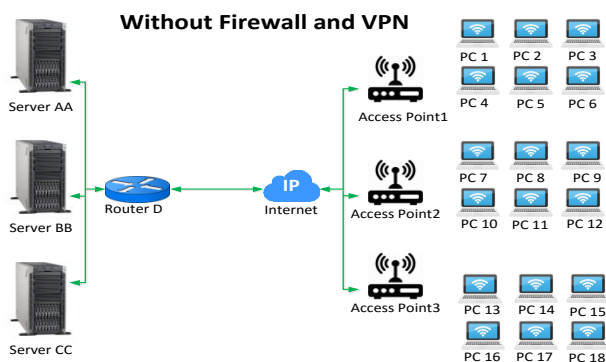 Without Firewall and VPN
Server AA
Server BB
Server CC
Router D
IP
Internet
Access Point1
Access Point2
Access Point3
PC 1 PC 2 PC 3
PC 4 PC 5 PC 6
PC 7 PC 8 PC 9
PC 10 PC 11 PC 12
PC 13 PC 14 PC 15
PC 16 PC 17 PC 18